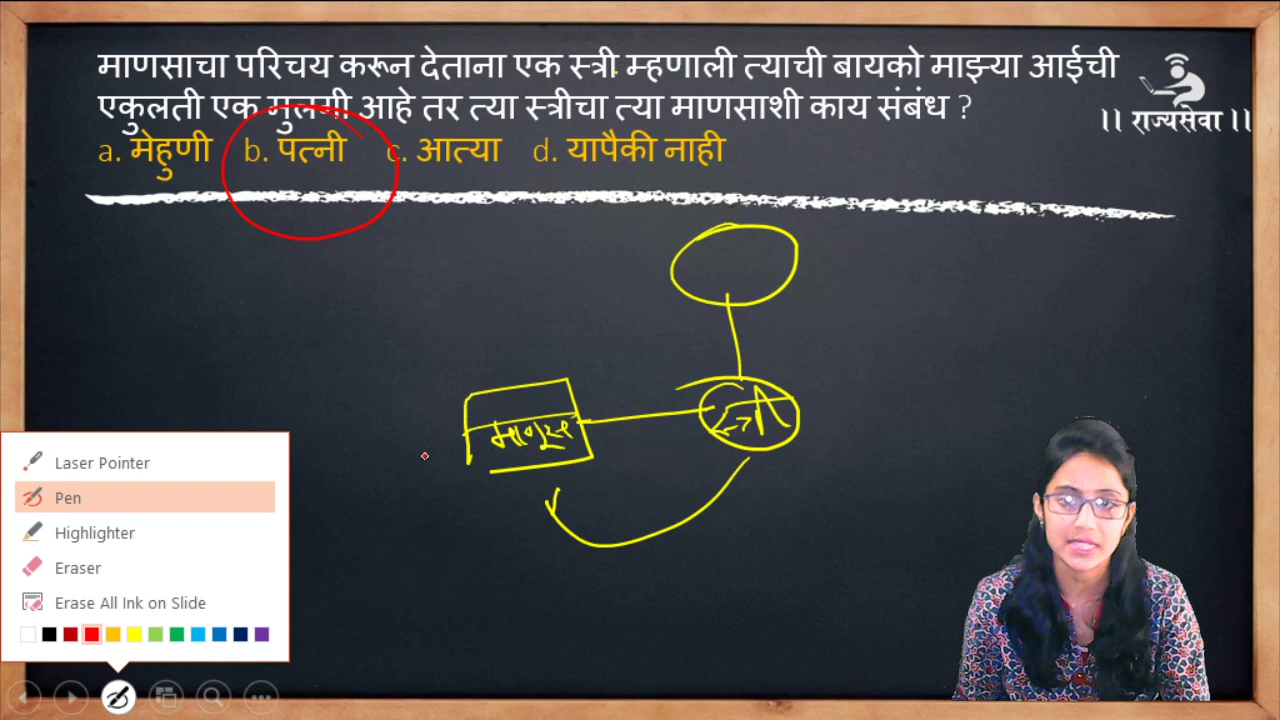 माणसाचा परिचय करून देताना एक स्त्री म्हणाली त्याची बायको माझ्या आईची
एकुलती एक मुलगी आहे तर त्या स्त्रीचा त्या माणसाशी काय संबंध ?
a. मेहुणी b. पत्नी c. आत्या d. यापैकी नाही
।। राज्यसेवा ।।
माणूस
स्त्री
Laser Pointer
Pen
Highlighter
Eraser
Erase All Ink on Slide